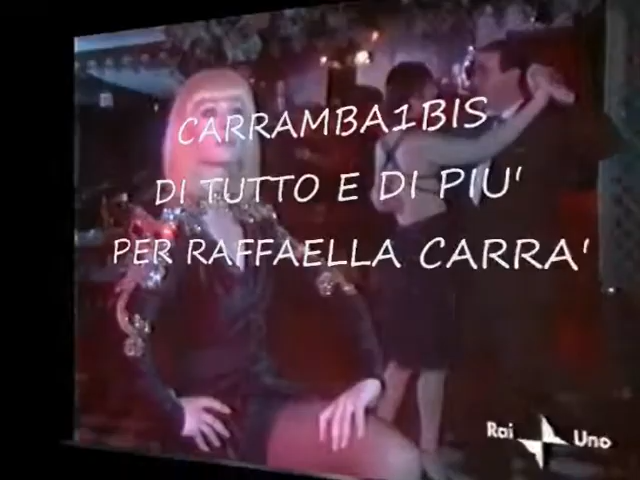 CARRAMBA1BIS
DI TUTTO E DI PIU'
PER RAFFAELLA CARRA'
Rai Uno